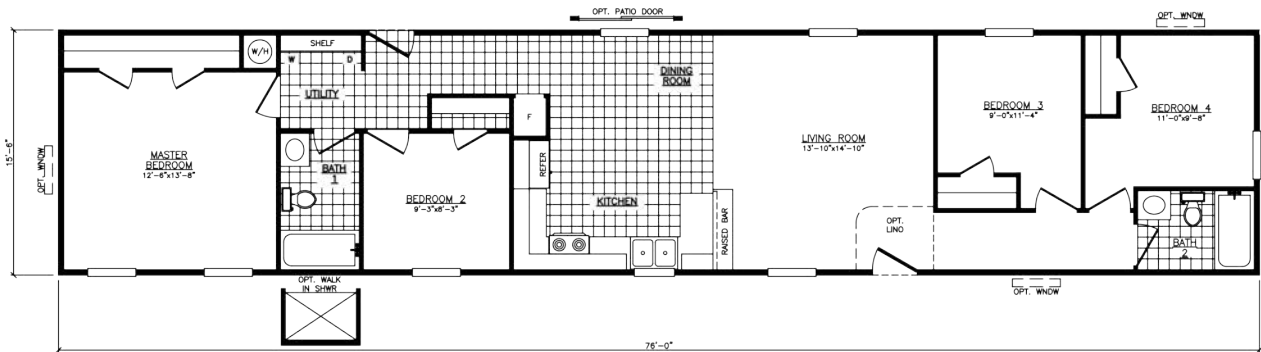 OPT. PATIO DOOR
OPT. WNDW
SHELF
W/H
W
D
UTILITY
DINING
ROOM
BEDROOM 3
9'-0"x11'-4"
BEDROOM 4
11'-0"x9'-8"
F
15'-6"
OPT. WNDW
MASTER
BEDROOM
12'-6"x13'-8"
LIVING ROOM
13'-10"x14'-10"
BATH
1
REFER
BEDROOM 2
9'-3"x8'-3"
KITCHEN
RAISED BAR
OPT.
LINO
BATH
2
OPT. WALK
IN SHWR
OPT. WNDW
76'-0"